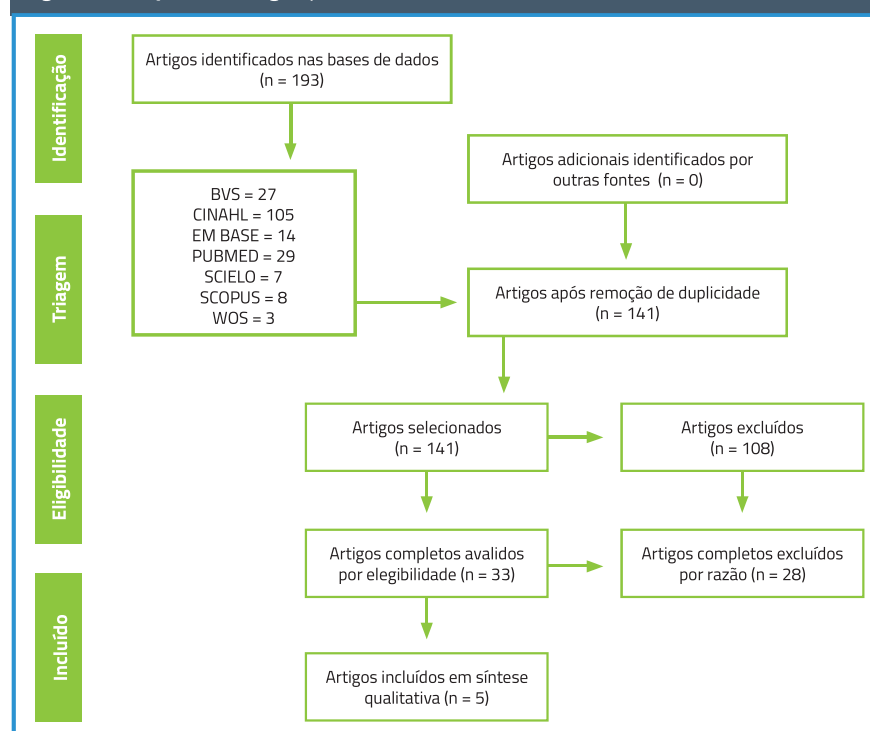 Identificação
Artigos identificados nas bases de dados
(n = 193)
Artigos adicionais identificados por
outras fontes (n = 0)
BVS = 27
CINAHL = 105
EM BASE = 14
PUBMED = 29
SCIELO = 7
SCOPUS = 8
WOS = 3
Triagem
Artigos após remoção de duplicidade
(n = 141)
Eligibilidade
Artigos selecionados
(n = 141)
Artigos excluídos
(n = 108)
Artigos completos avalidos
por elegibilidade (n = 33)
Artigos completos excluídos
por razão (n = 28)
Incluído
Artigos incluídos em síntese
qualitativa (n = 5)